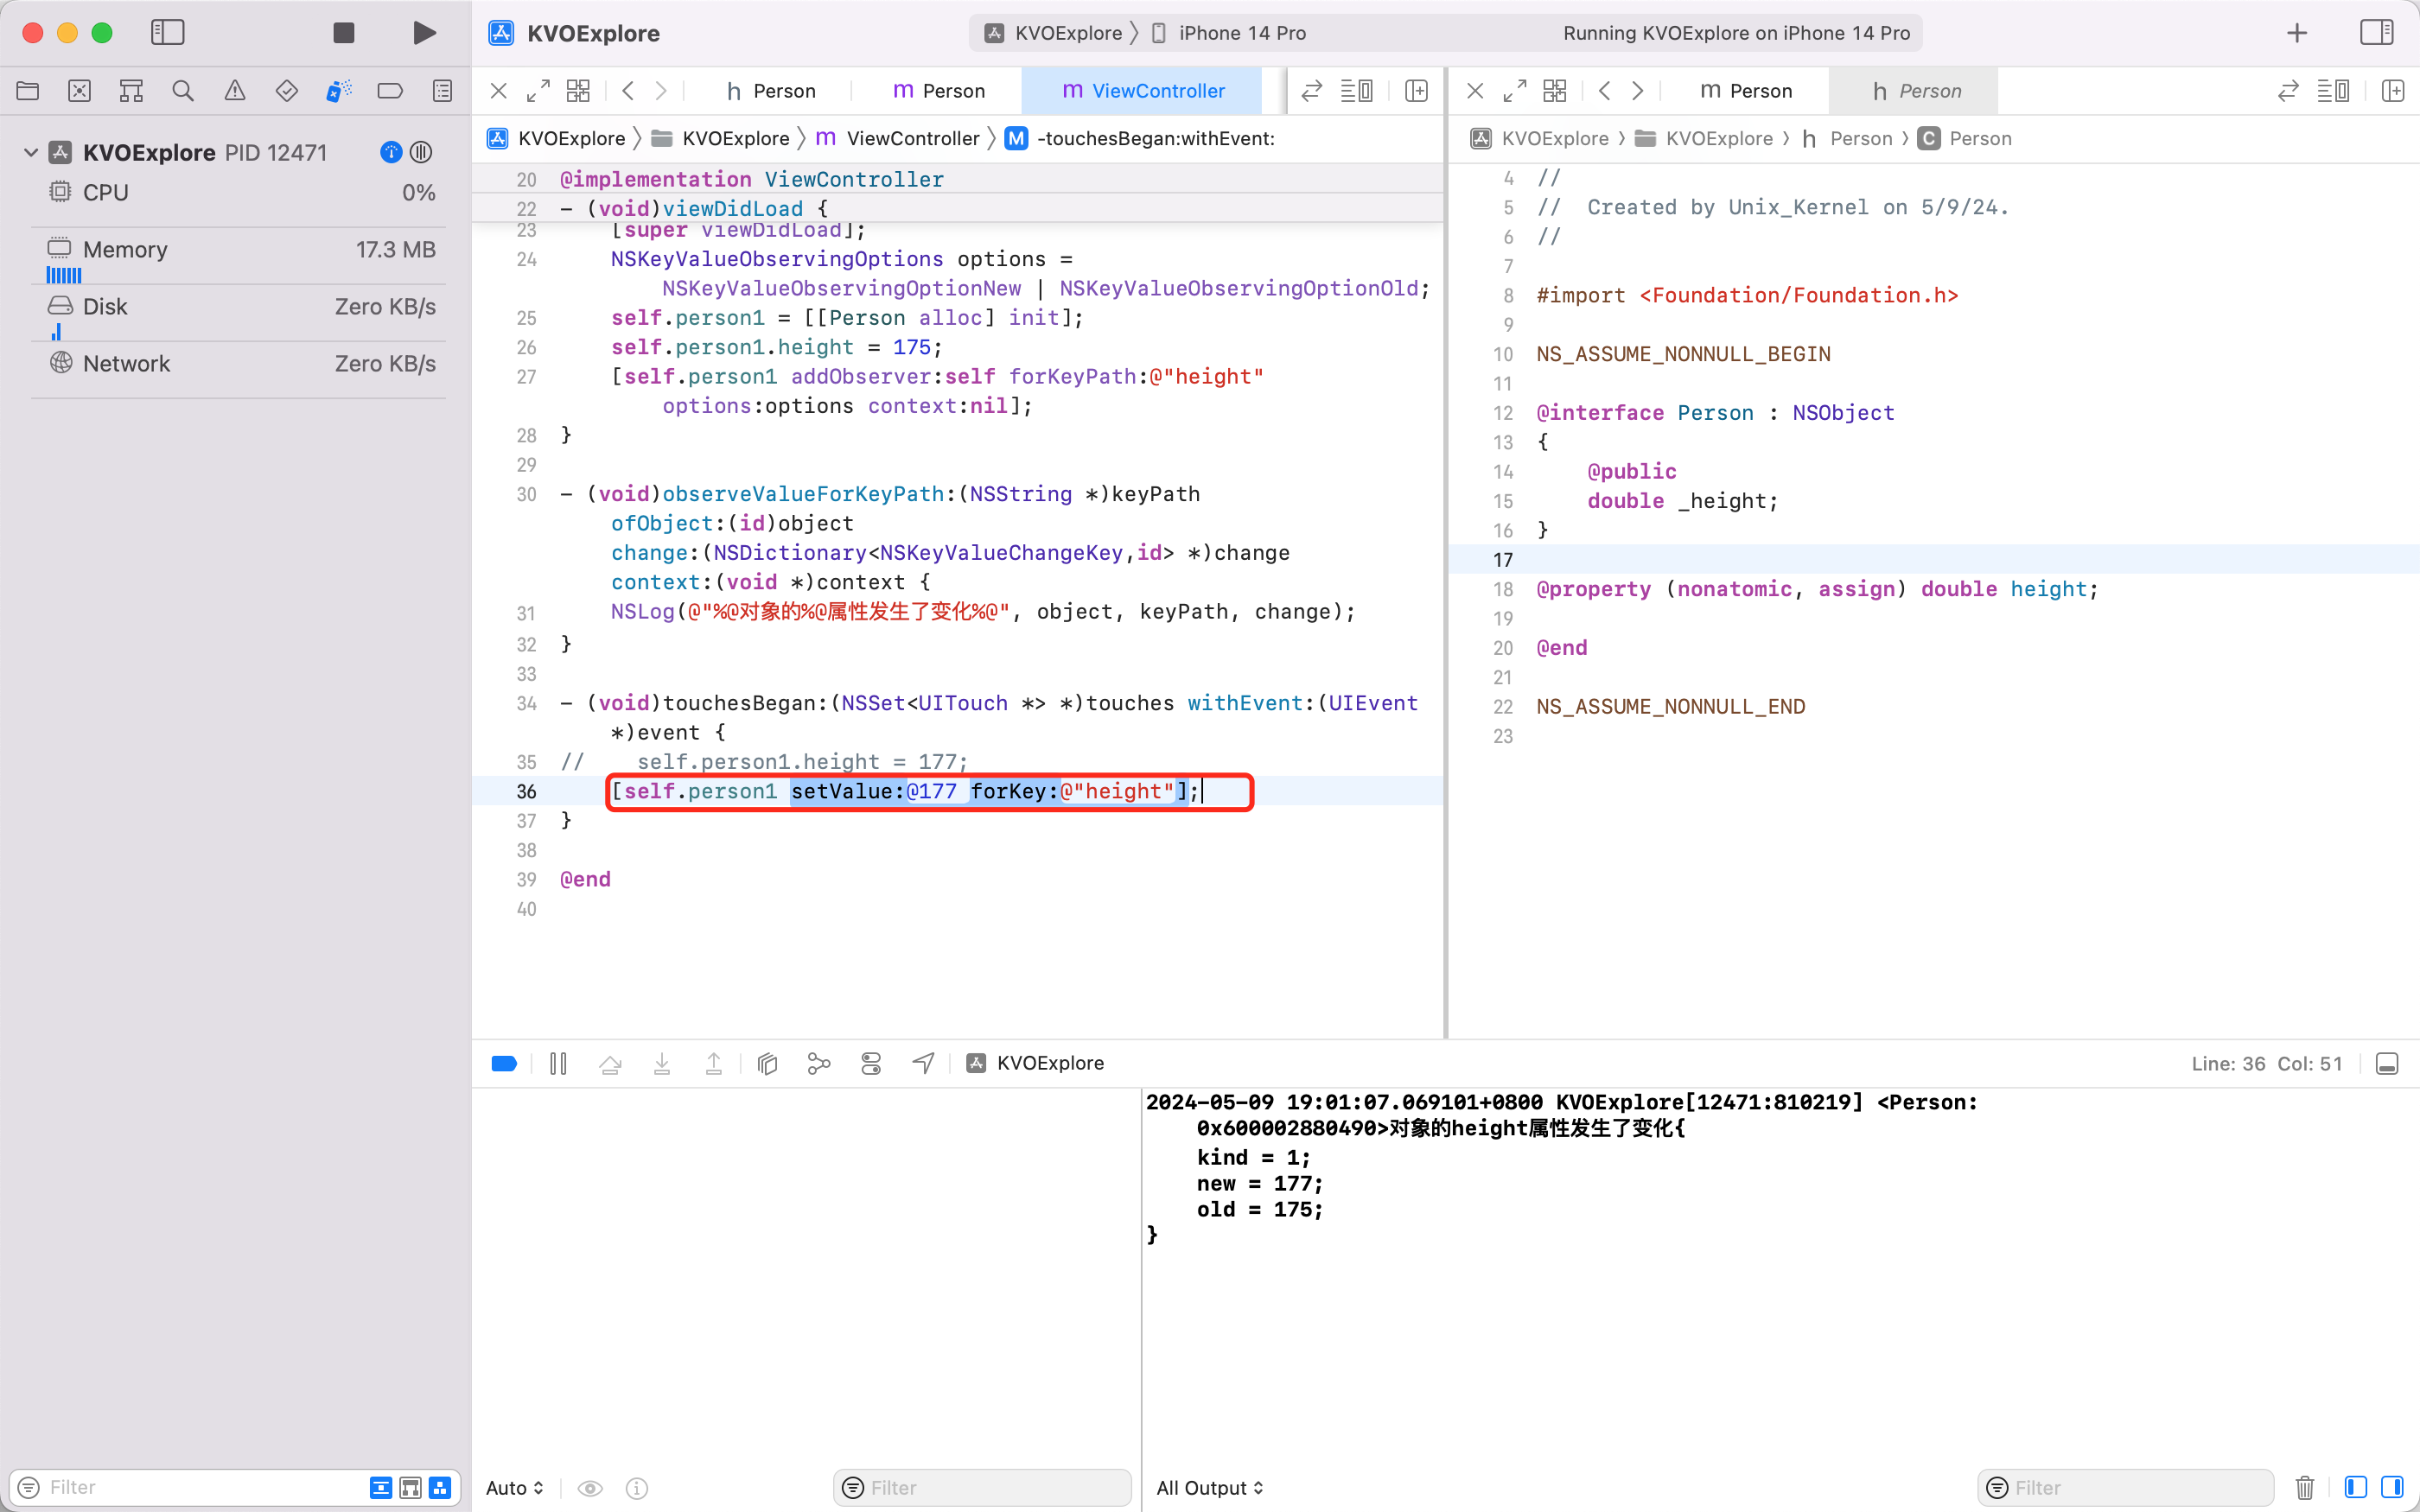 KVOExplore
KVOExplore 〉 iPhone 14 Pro
Running KVOExplore on iPhone 14 Pro
h Person
m Person
m ViewController
m Person
h Person
KVOExplore 〉 KVOExplore 〉 m ViewController 〉 M -touchesBegan:withEvent:
KVOExplore 〉 KVOExplore 〉 h Person 〉 C Person
KVOExplore PID 12471
CPU 0%
Memory 17.3 MB
Disk Zero KB/s
Network Zero KB/s
20 @implementation ViewController
22 - (void)viewDidLoad {
23 [super viewDidLoad];
24 NSKeyValueObservingOptions options =
NSKeyValueObservingOptionNew | NSKeyValueObservingOptionOld;
25 self.person1 = [[Person alloc] init];
26 self.person1.height = 175;
27 [self.person1 addObserver:self forKeyPath:@"height"
options:options context:nil];
28 }
29
30 - (void)observeValueForKeyPath:(NSString *)keyPath
ofObject:(id)object
change:(NSDictionary<NSKeyValueChangeKey,id> *)change
context:(void *)context {
31 NSLog(@"%@对象的%@属性发生了变化%@", object, keyPath, change);
32 }
33
34 - (void)touchesBegan:(NSSet<UITouch *> *)touches withEvent:(UIEvent
*)event {
35 // self.person1.height = 177;
36 [self.person1 setValue:@177 forKey:@"height"];
37 }
38
39 @end
40
4 //
5 // Created by Unix_Kernel on 5/9/24.
6 //
7
8 #import <Foundation/Foundation.h>
9
10 NS_ASSUME_NONNULL_BEGIN
11
12 @interface Person : NSObject
13 {
14 @public
15 double _height;
16 }
17
18 @property (nonatomic, assign) double height;
19
20 @end
21
22 NS_ASSUME_NONNULL_END
23
KVOExplore
Line: 36 Col: 51
2024-05-09 19:01:07.069101+0800 KVOExplore[12471:810219] <Person:
0x600002880490>对象的height属性发生了变化{
kind = 1;
new = 177;
old = 175;
}
Filter
Auto
Filter
All Output
Filter